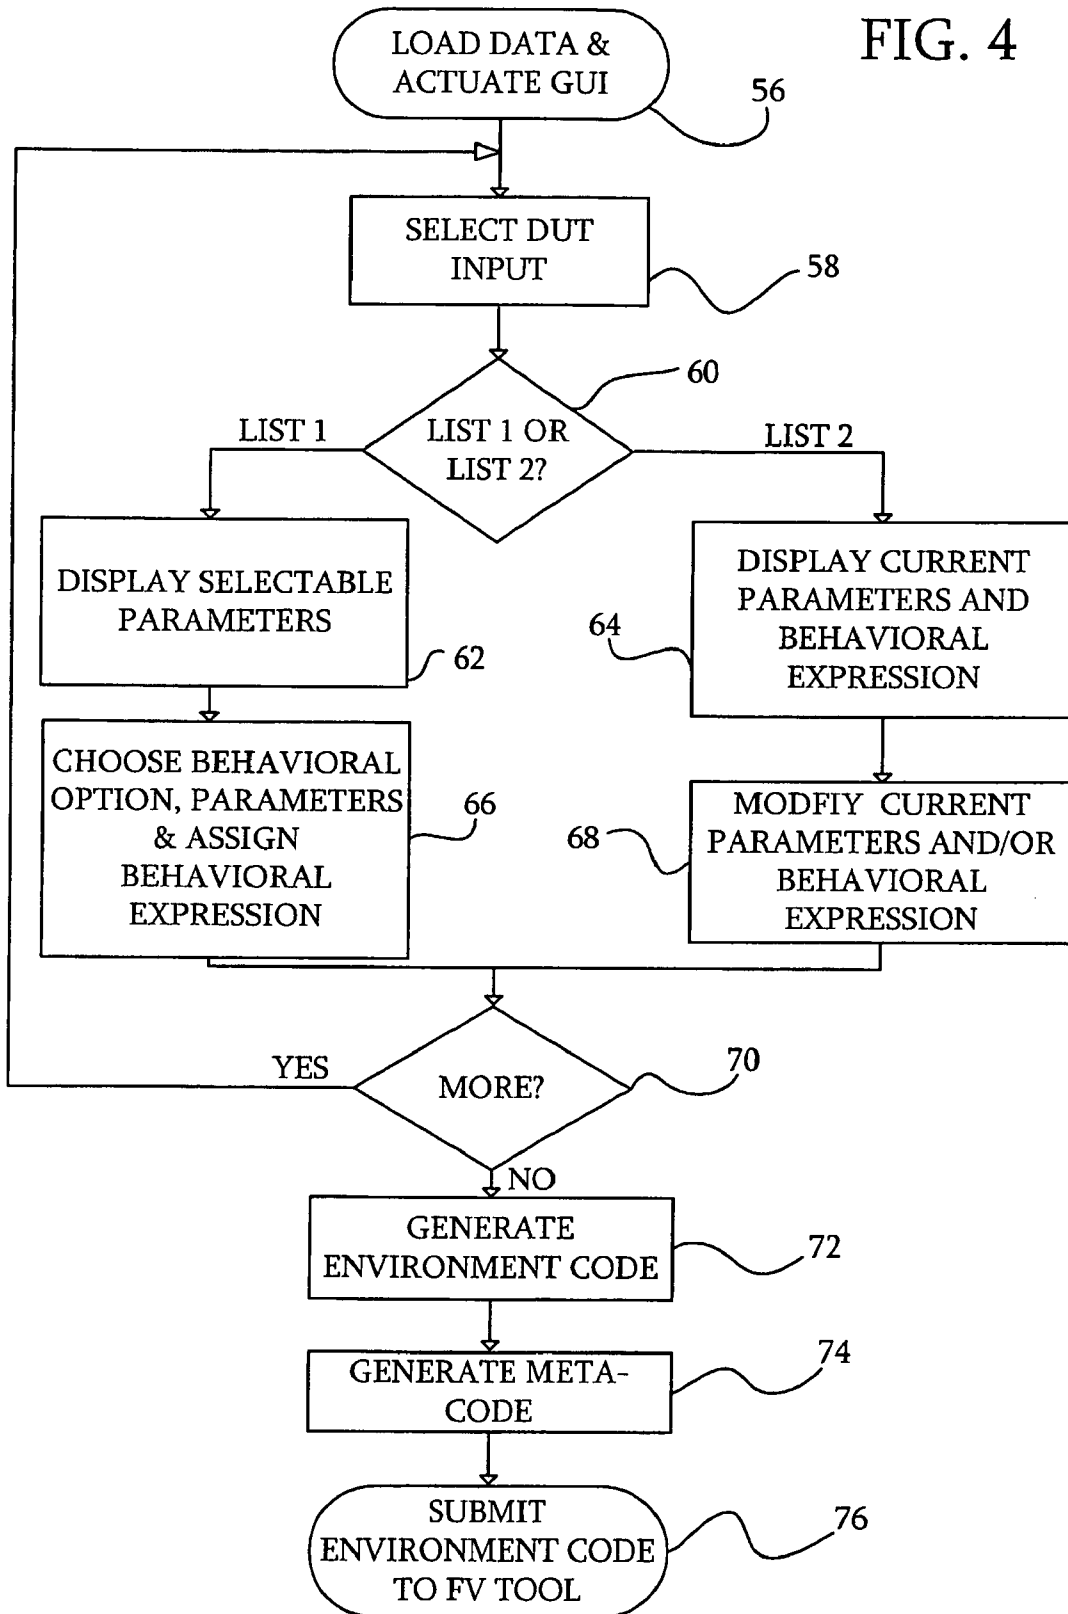 FIG. 4
LOAD DATA &
ACTUATE GUI
56
SELECT DUT
INPUT
58
60
LIST 1
LIST 1 OR
LIST 2?
LIST 2
DISPLAY SELECTABLE
PARAMETERS
62
DISPLAY CURRENT
PARAMETERS AND
BEHAVIORAL
EXPRESSION
64
CHOOSE BEHAVIORAL
OPTION, PARAMETERS
& ASSIGN
BEHAVIORAL
EXPRESSION
66
MODFIY CURRENT
PARAMETERS AND/OR
BEHAVIORAL
EXPRESSION
68
YES
MORE?
70
NO
GENERATE
ENVIRONMENT CODE
72
GENERATE META-
CODE
74
SUBMIT
ENVIRONMENT CODE
TO FV TOOL
76